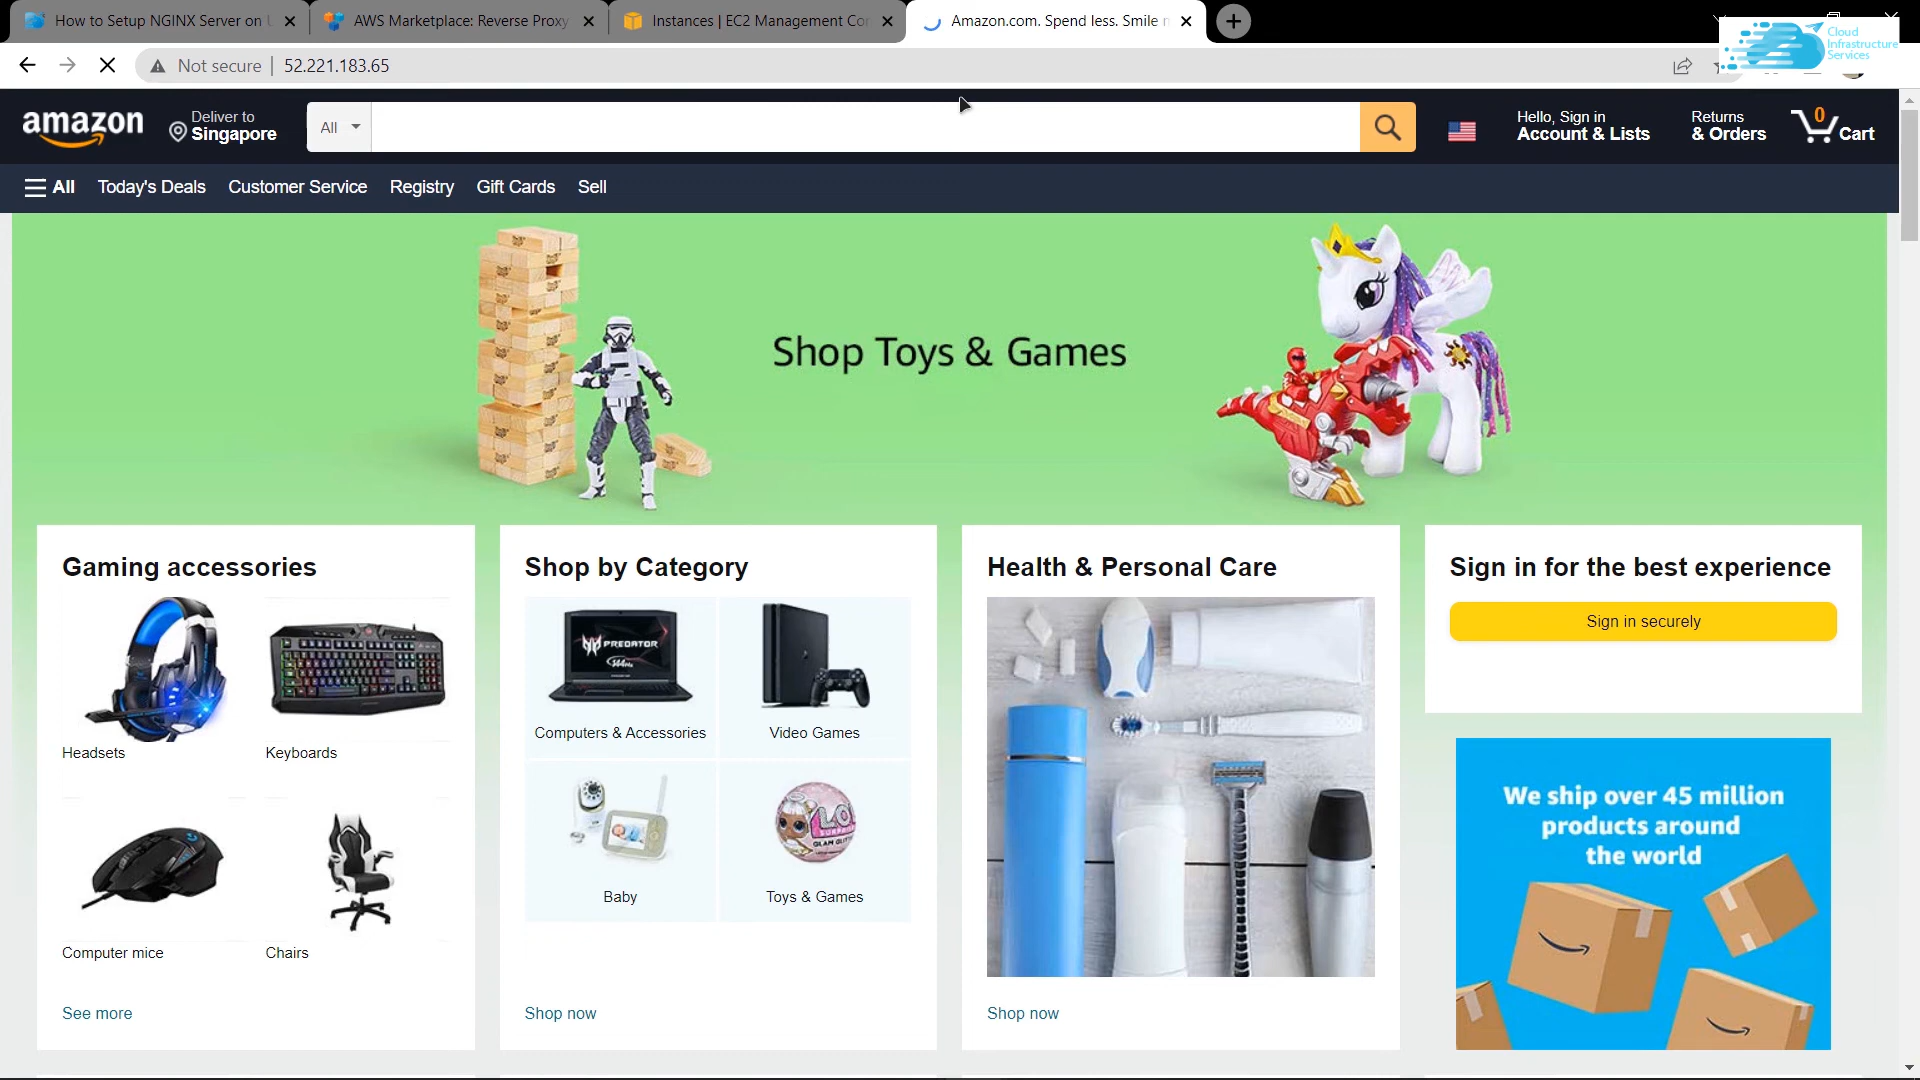 How to Setup NGINX Server on
AWS Marketplace: Reverse Proxy
Instances | EC2 Management Co
Amazon.com. Spend less. Smile
Cloud
Infrastructure
Services
Not secure
52.221.183.65
amazon
Deliver to
Singapore
All
Hello, Sign in
Account & Lists
Returns
& Orders
0
Cart
All
Today's Deals
Customer Service
Registry
Gift Cards
Sell
Shop Toys & Games
Gaming accessories
Headsets
Keyboards
Computer mice
Chairs
See more
Shop by Category
PREDATOR
Computers & Accessories
Video Games
Baby
Toys & Games
Shop now
Health & Personal Care
Shop now
Sign in for the best experience
Sign in securely
We ship over 45 million
products around
the world